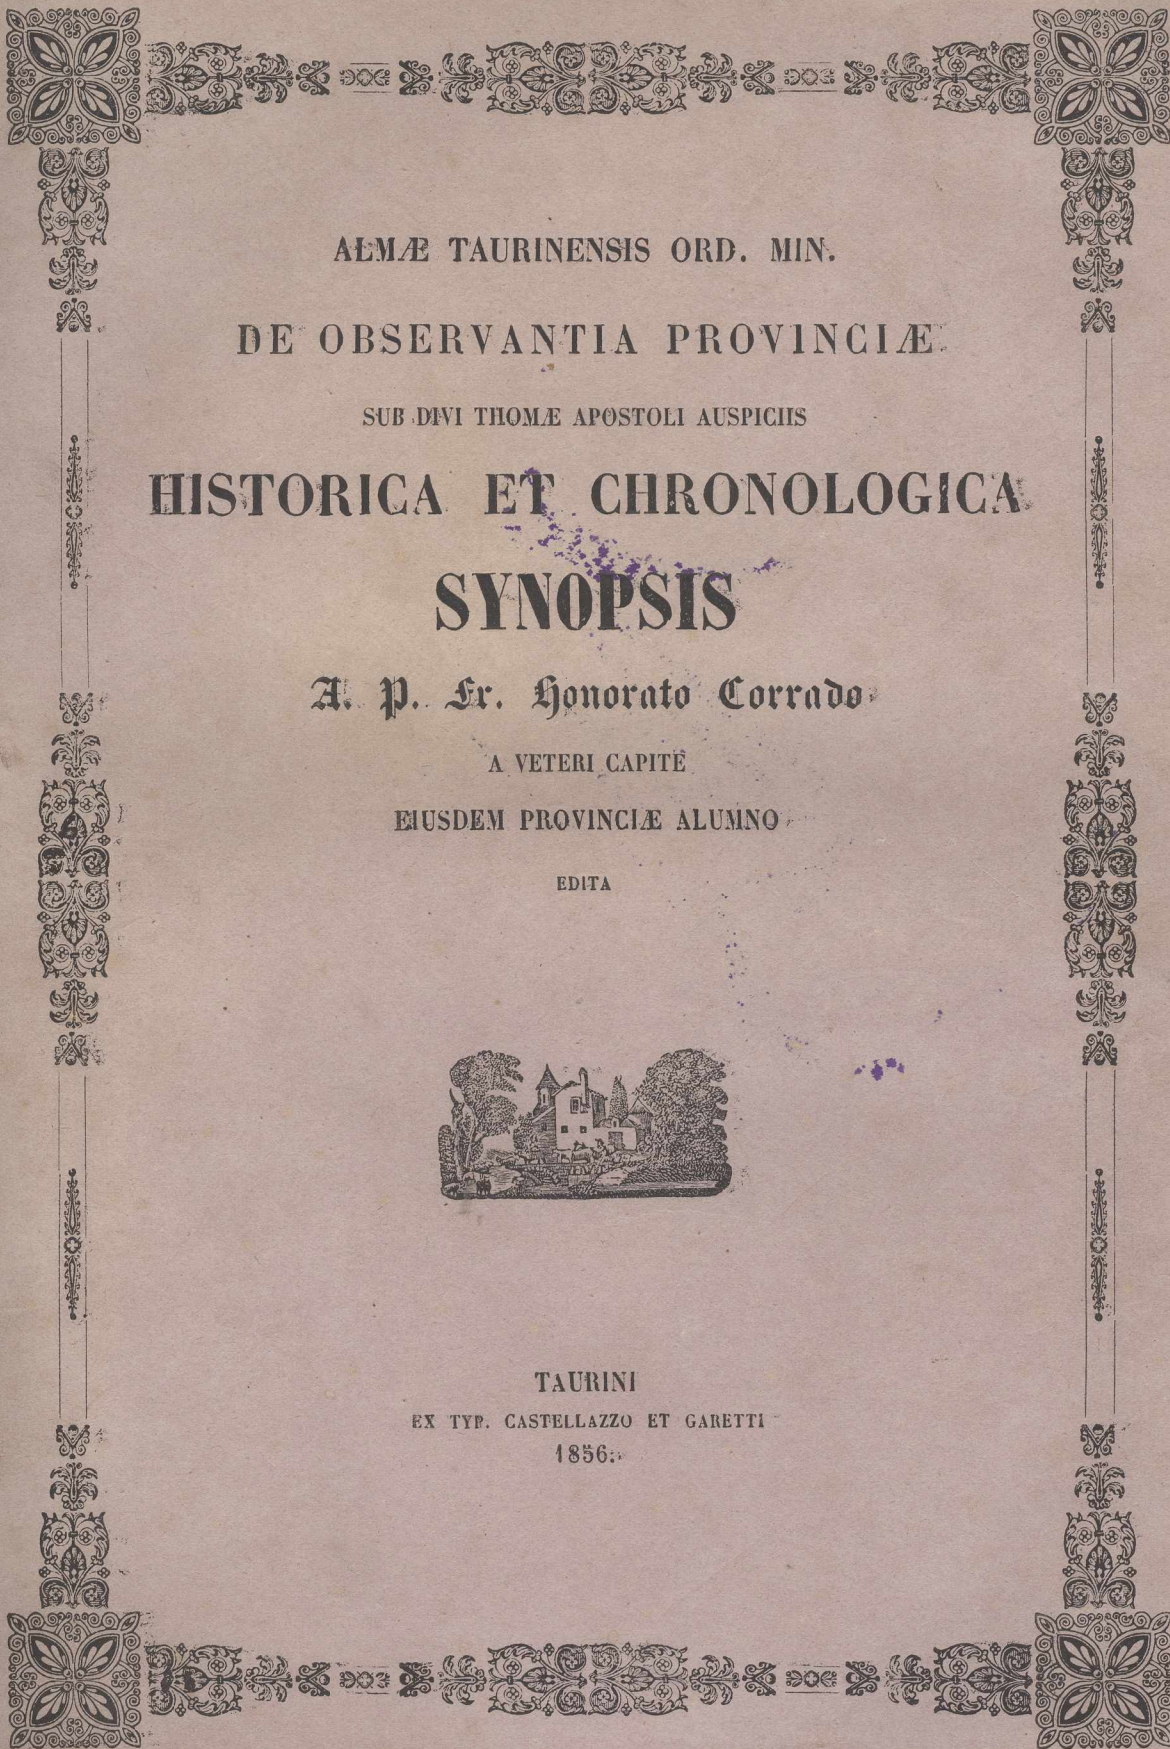 ALMÆ TAURINENSIS ORD. MIN.
DE OBSERVANTIA PROVINCIÆ
SUB DIVI THOMÆ APOSTOLI AUSPICIIS
HISTORICA ET CHRONOLOGICA
SYNOPSIS
A. P. Fr. Honorato Corrado
A VETERI CAPITE
EIUSDEM PROVINCIÆ ALUMNO
EDITA
TAURINI
EX TYP. CASTELLAZZO ET GARETTI
1856.